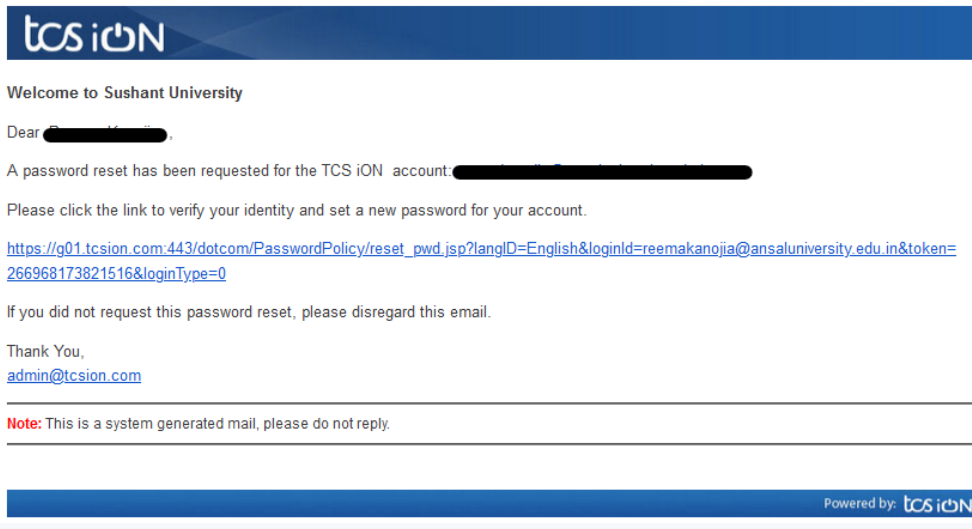 tcs iON
Welcome to Sushant University
Dear ,
A password reset has been requested for the TCS iON account:
Please click the link to verify your identity and set a new password for your account.
https://g01.tcsion.com:443/dotcom/PasswordPolicy/reset_pwd.jsp?langID=English&loginId=reemakanojia@ansaluniversity.edu.in&token=
266968173821516&loginType=0
If you did not request this password reset, please disregard this email.
Thank You,
admin@tcsion.com
Note: This is a system generated mail, please do not reply.
Powered by: tcs iON